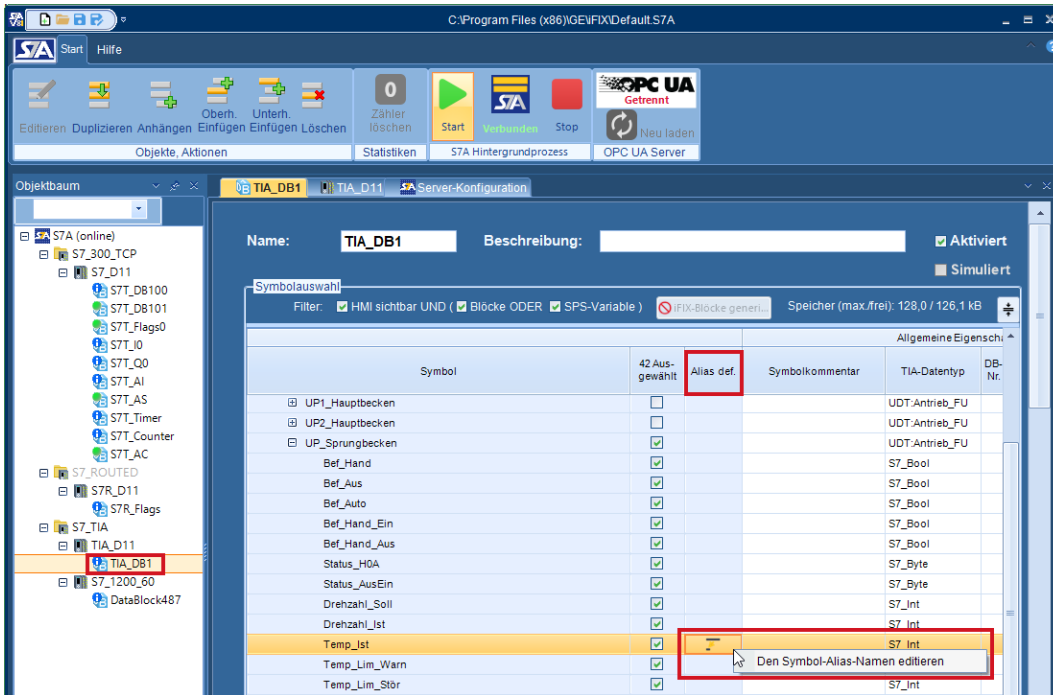 C:\Program Files (x86)\GE\iFIX\Default.S7A
S7A Start Hilfe
Editieren Duplizieren Anhängen Oberh. Einfügen Unterh. Einfügen Löschen
Objekte, Aktionen
0
Zähler löschen
Statistiken
Start Verbunden Stop
S7A
S7A Hintergrundprozess
OPC UA
Getrennt
Neu laden
OPC UA Server
Objektbaum
S7A (online)
S7_300_TCP
S7_D11
S7T_DB100
S7T_DB101
S7T_Flags0
S7T_I0
S7T_Q0
S7T_AI
S7T_AS
S7T_Timer
S7T_Counter
S7T_AC
S7_ROUTED
S7R_D11
S7R_Flags
S7_TIA
TIA_D11
TIA_DB1
S7_1200_60
DataBlock487
TIA_DB1 TIA_D11 Server-Konfiguration
Name: TIA_DB1 Beschreibung: Aktiviert
Simuliert
Symbolauswahl
Filter: HMI sichtbar UND ( Blöcke ODER SPS-Variable ) iFIX-Blöcke generi... Speicher (max./frei): 128,0 / 126,1 kB
Allgemeine Eigenscha
Symbol 42 Aus-gewählt Alias def. Symbolkommentar TIA-Datentyp DB-Nr.
UP1_Hauptbecken UDT:Antrieb_FU
UP2_Hauptbecken UDT:Antrieb_FU
UP_Sprungbecken UDT:Antrieb_FU
Bef_Hand S7_Bool
Bef_Aus S7_Bool
Bef_Auto S7_Bool
Bef_Hand_Ein S7_Bool
Bef_Hand_Aus S7_Bool
Status_H0A S7_Byte
Status_AusEin S7_Byte
Drehzahl_Soll S7_Int
Drehzahl_Ist S7_Int
Temp_Ist S7_Int
Temp_Lim_Warn
Den Symbol-Alias-Namen editieren
Temp_Lim_Stör S7_Int